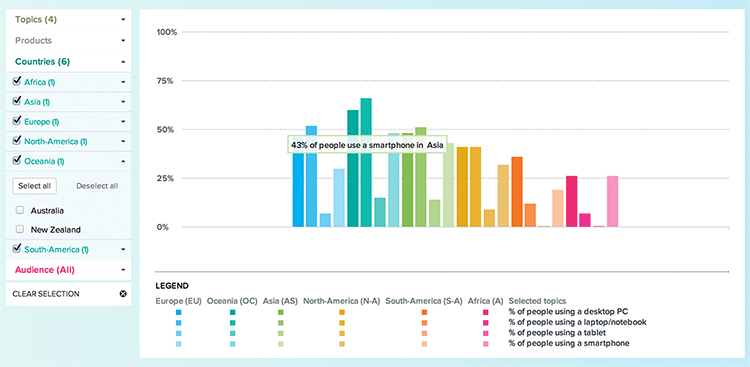 Topics (4)
Products
Countries (6)
Africa (1)
Asia (1)
Europe (1)
North-America (1)
Oceania (1)
Select all Deselect all
Australia
New Zealand
South-America (1)
Audience (All)
CLEAR SELECTION
100%
75%
50%
43% of people use a smartphone in Asia
25%
0%
LEGEND
Europe (EU) Oceania (OC) Asia (AS) North-America (N-A) South-America (S-A) Africa (A) Selected topics
% of people using a desktop PC
% of people using a laptop/notebook
% of people using a tablet
% of people using a smartphone